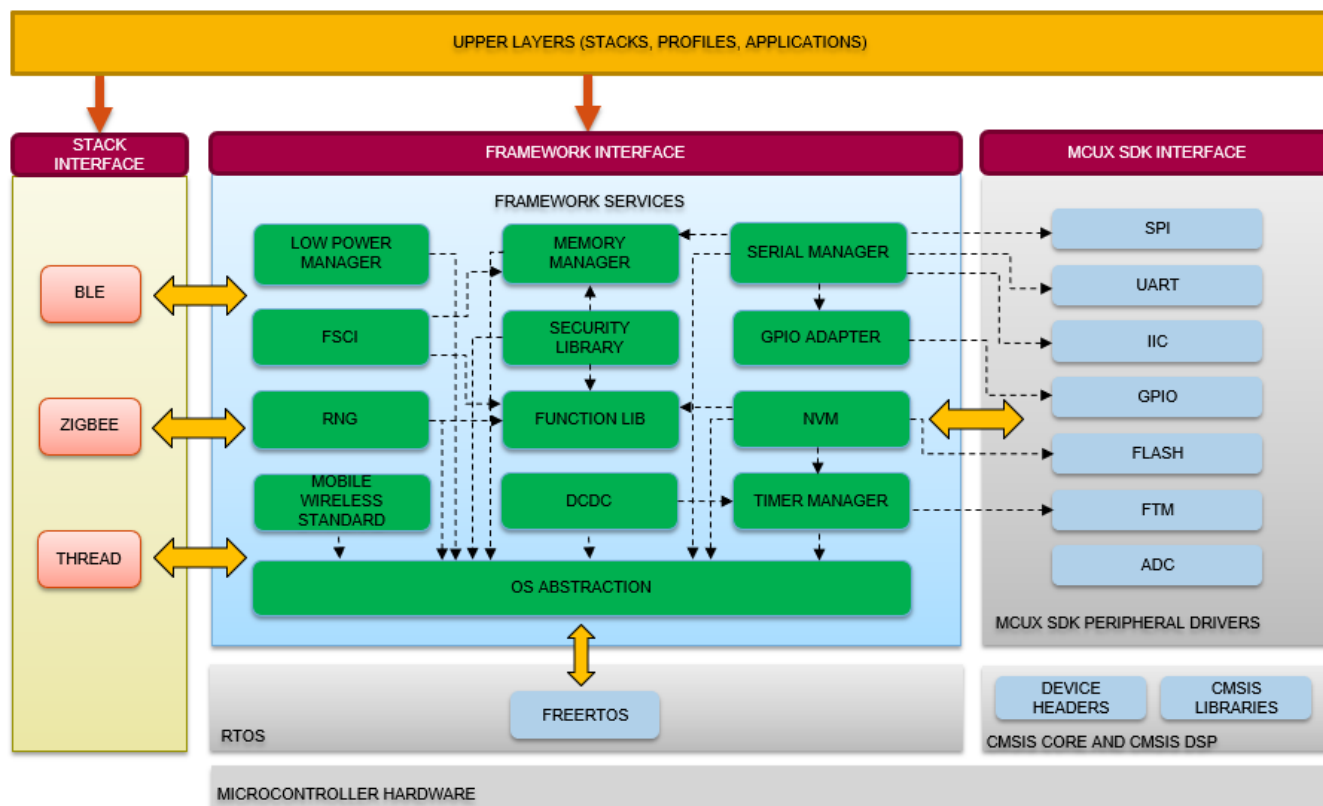 UPPER LAYERS (STACKS, PROFILES, APPLICATIONS)
STACK
INTERFACE
FRAMEWORK INTERFACE
MCUX SDK INTERFACE
FRAMEWORK SERVICES
LOW POWER
MANAGER
MEMORY
MANAGER
SERIAL MANAGER
SPI
BLE
UART
FSCI
SECURITY
LIBRARY
GPIO ADAPTER
IIC
GPIO
ZIGBEE
RNG
FUNCTION LIB
NVM
FLASH
MOBILE
WIRELESS
STANDARD
DCDC
TIMER MANAGER
FTM
THREAD
ADC
OS ABSTRACTION
MCUX SDK PERIPHERAL DRIVERS
FREERTOS
RTOS
DEVICE
HEADERS
CMSIS
LIBRARIES
CMSIS CORE AND CMSIS DSP
MICROCONTROLLER HARDWARE